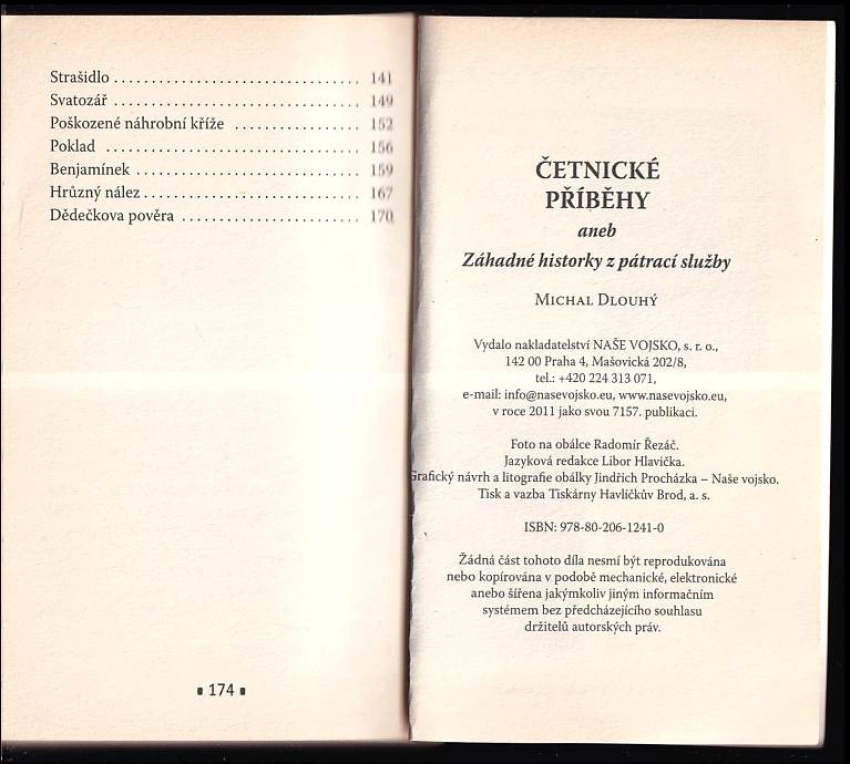 Strašidlo ................................. 141
Svatozář ................................. 149
Poškozené náhrobní kříže ................. 152
Poklad .................................. 156
Benjamínek .............................. 159
Hrůzný nález ............................. 167
Dědečkova pověra ........................ 170
174
ČETNICKÉ
PŘÍBĚHY
aneb
Záhadné historky z pátrací služby
Michal Dlouhý
Vydalo nakladatelství NAŠE VOJSKO, s. r. o.,
142 00 Praha 4, Mašovická 202/8,
tel.: +420 224 313 071,
e-mail: info@nasevojsko.eu, www.nasevojsko.eu,
v roce 2011 jako svou 7157. publikaci.
Foto na obálce Radomír Řezáč.
Jazyková redakce Libor Hlavička.
Grafický návrh a litografie obálky Jindřich Procházka – Naše vojsko.
Tisk a vazba Tiskárny Havlíčkův Brod, a. s.
ISBN: 978-80-206-1241-0
Žádná část tohoto díla nesmí být reprodukována
nebo kopírována v podobě mechanické, elektronické
anebo šířena jakýmkoliv jiným informačním
systémem bez předcházejícího souhlasu
držitelů autorských práv.